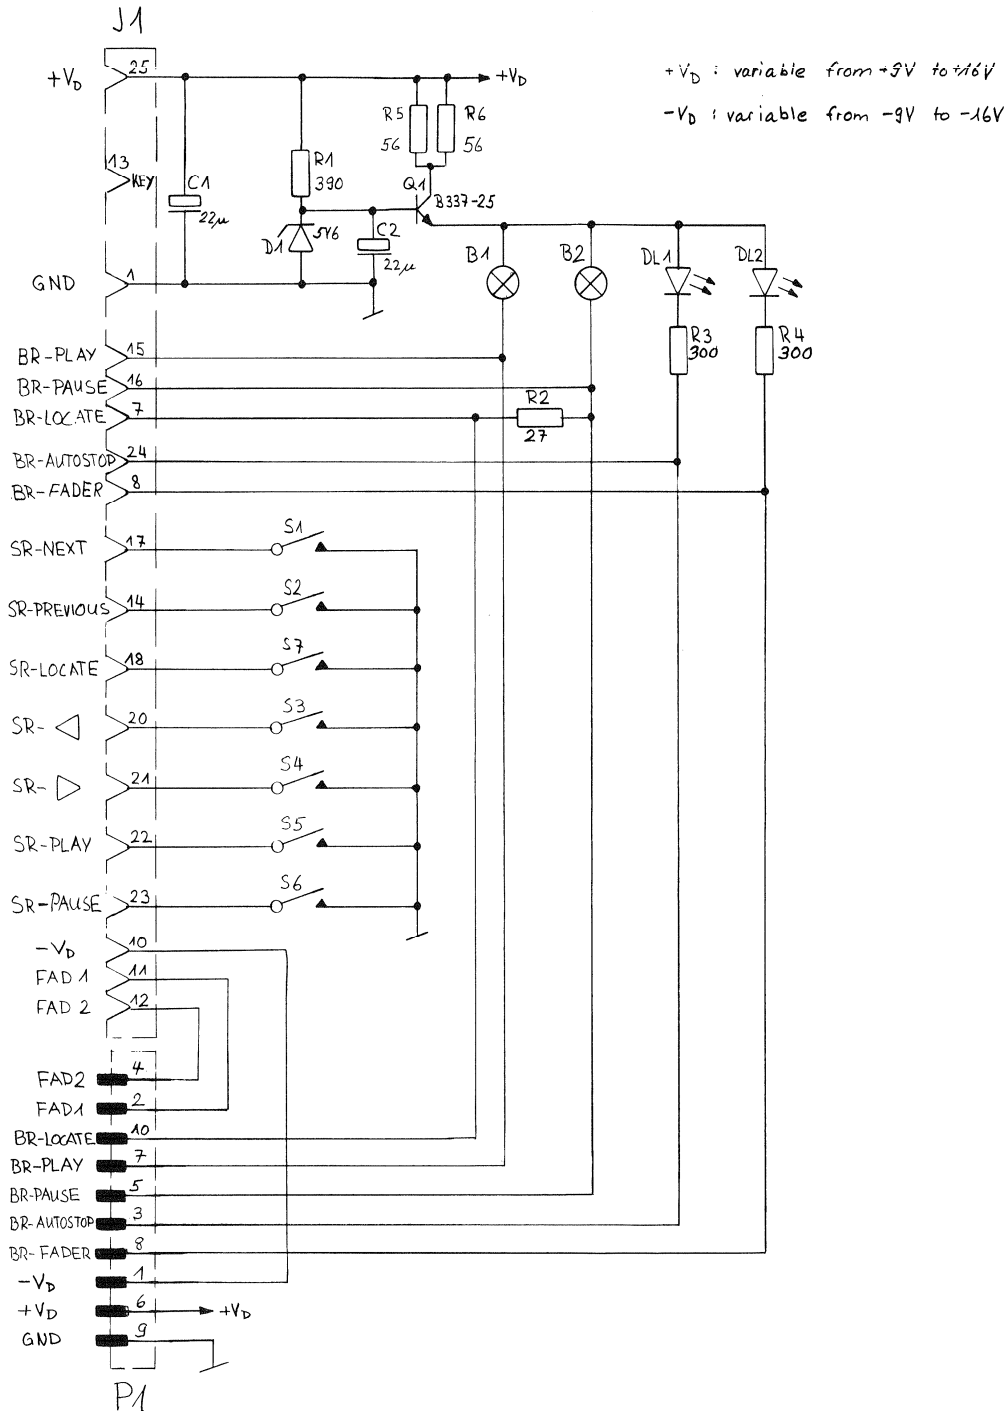 J1
+VD 25 +VD
+VD : variable from +9V to +16V
-VD : variable from -9V to -16V
R5 R6
56 56
13
KEY
R1
390
C1
22µ
Q1
B337-25
D1 5V6
C2
22µ
B1 B2 DL1 DL2
GND 1
BR-PLAY 15
R3
300
R4
300
BR-PAUSE 16
BR-LOCATE 7
R2
27
BR-AUTOSTOP 24
BR-FADER 8
SR-NEXT 17 S1
SR-PREVIOUS 14 S2
SR-LOCATE 18 S7
SR- 20 S3
SR- 21 S4
SR-PLAY 22 S5
SR-PAUSE 23 S6
-VD 10
FAD 1 11
FAD 2 12
FAD2 4
FAD1 2
BR-LOCATE 10
BR-PLAY 7
BR-PAUSE 5
BR-AUTOSTOP 3
BR-FADER 8
-VD 1
+VD 6 +VD
GND 9
P1